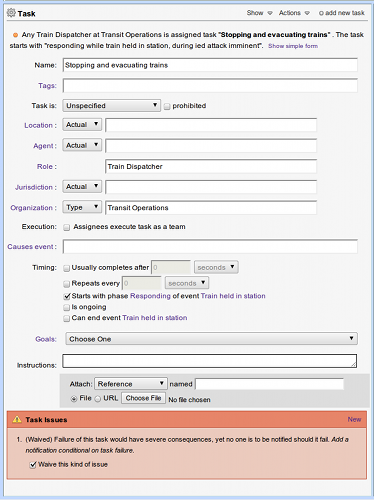 Task Show Actions add new task
Any Train Dispatcher at Transit Operations is assigned task "Stopping and evacuating trains" . The task
starts with "responding while train held in station, during ied attack imminent". Show simple form
Name: Stopping and evacuating trains
Tags:
Task is: Unspecified prohibited
Location : Actual
Agent : Actual
Role : Train Dispatcher
Jurisdiction : Actual
Organization : Type Transit Operations
Execution: Assignees execute task as a team
Causes event :
Timing: Usually completes after 0 seconds
Repeats every 0 seconds
Starts with phase Responding of event Train held in station
Is ongoing
Can end event Train held in station
Goals: Choose One
Instructions:
Attach: Reference named
File URL Choose File No file chosen
Task Issues New
1. (Waived) Failure of this task would have severe consequences, yet no one is to be notified should it fail. Add a
notification conditional on task failure.
Waive this kind of issue